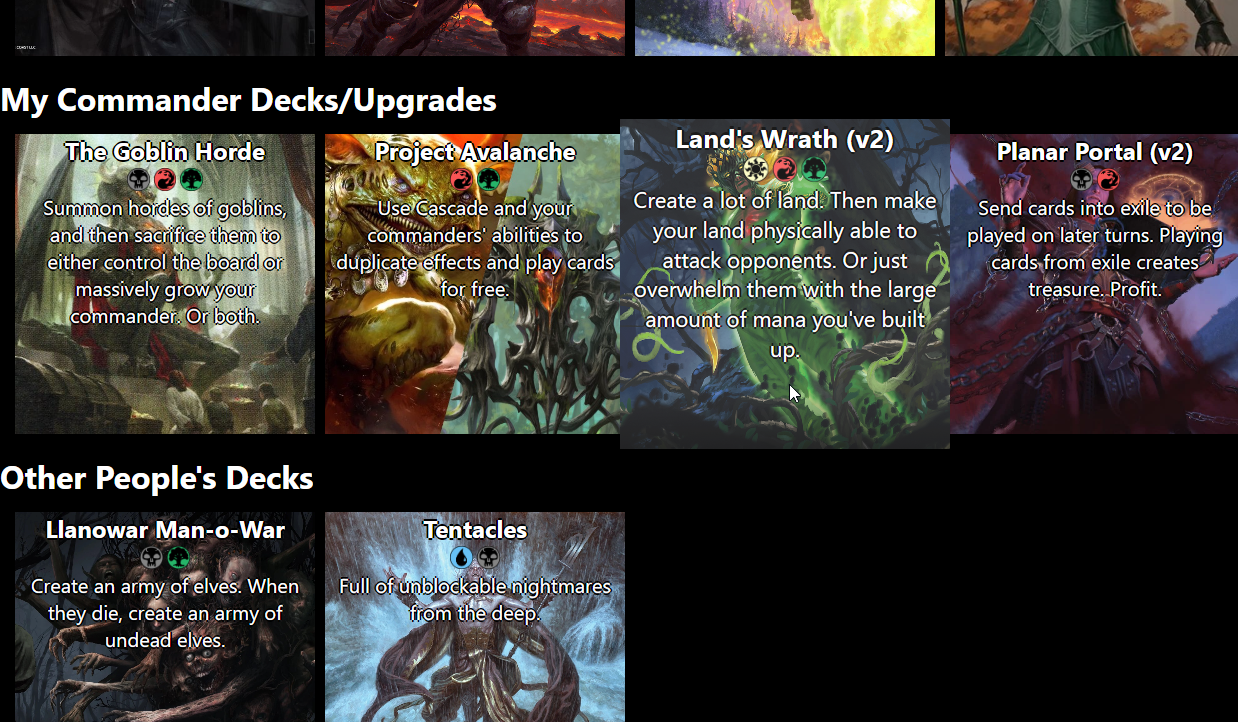 COAST LLC
My Commander Decks/Upgrades
The Goblin Horde
Summon hordes of goblins,
and then sacrifice them to
either control the board or
massively grow your
commander. Or both.
Project Avalanche
Use Cascade and your
commanders' abilities to
duplicate effects and play cards
for free.
Land's Wrath (v2)
Create a lot of land. Then make
your land physically able to
attack opponents. Or just
overwhelm them with the large
amount of mana you've built
up.
Planar Portal (v2)
Send cards into exile to be
played on later turns. Playing
cards from exile creates
treasure. Profit.
Other People's Decks
Llanowar Man-o-War
Create an army of elves. When
they die, create an army of
undead elves.
Tentacles
Full of unblockable nightmares
from the deep.